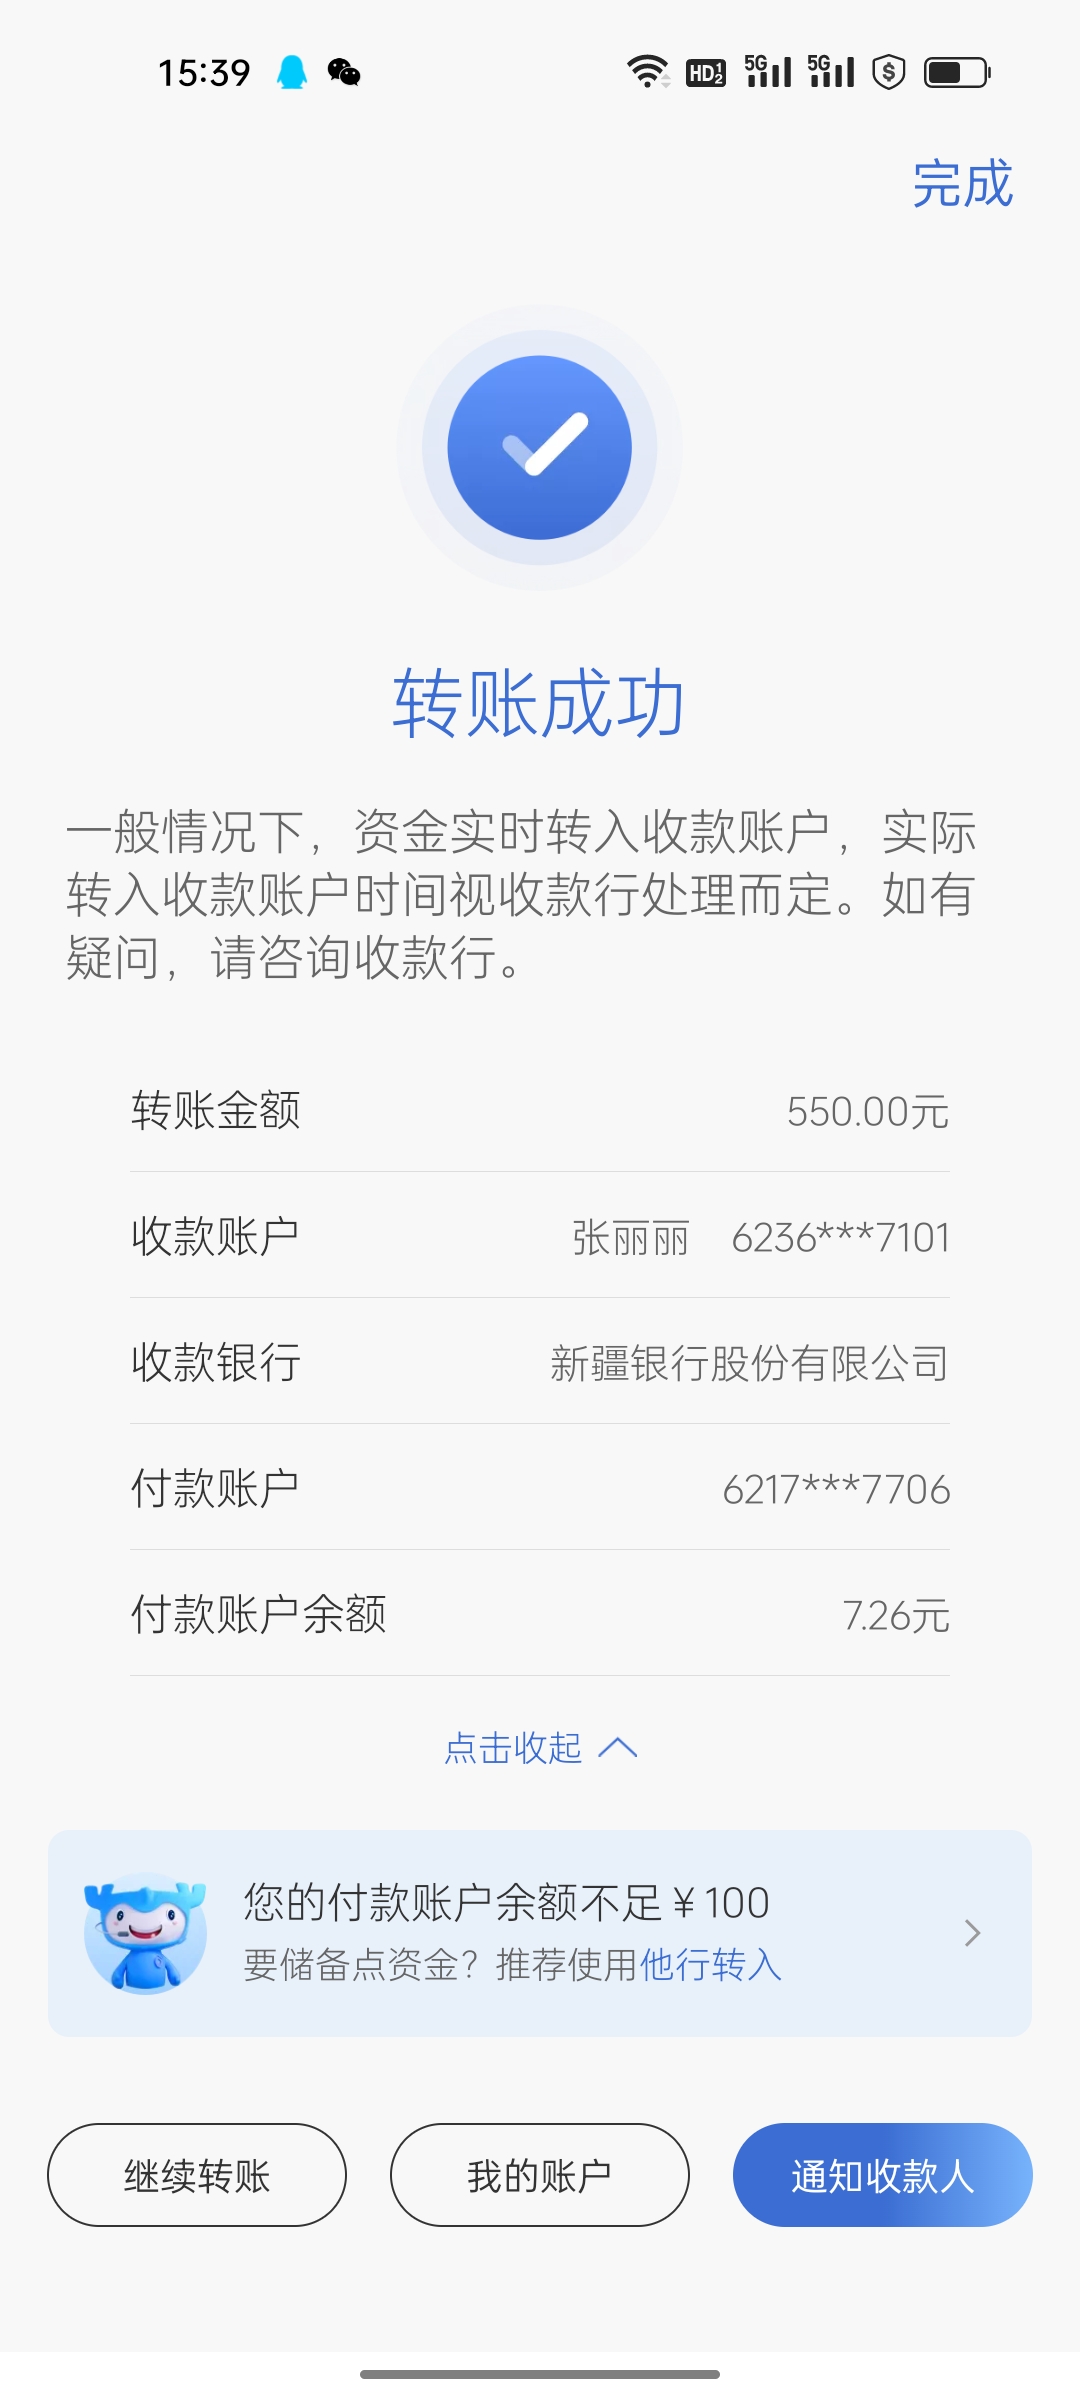 15:39 HD 1 2 5G 5G
完成
转账成功
一般情况下，资金实时转入收款账户，实际
转入收款账户时间视收款行处理而定。如有
疑问，请咨询收款行。
转账金额 550.00元
收款账户 张丽丽 6236***7101
收款银行 新疆银行股份有限公司
付款账户 6217***7706
付款账户余额 7.26元
点击收起
您的付款账户余额不足￥100
要储备点资金？推荐使用他行转入
继续转账 我的账户 通知收款人